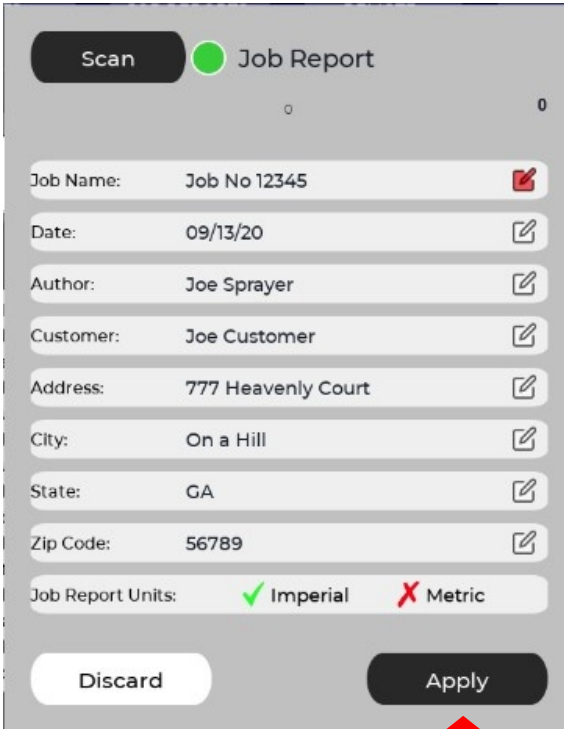 Scan Job Report
0 0
Job Name: Job No 12345
Date: 09/13/20
Author: Joe Sprayer
Customer: Joe Customer
Address: 777 Heavenly Court
City: On a Hill
State: GA
Zip Code: 56789
Job Report Units: Imperial Metric
Discard Apply